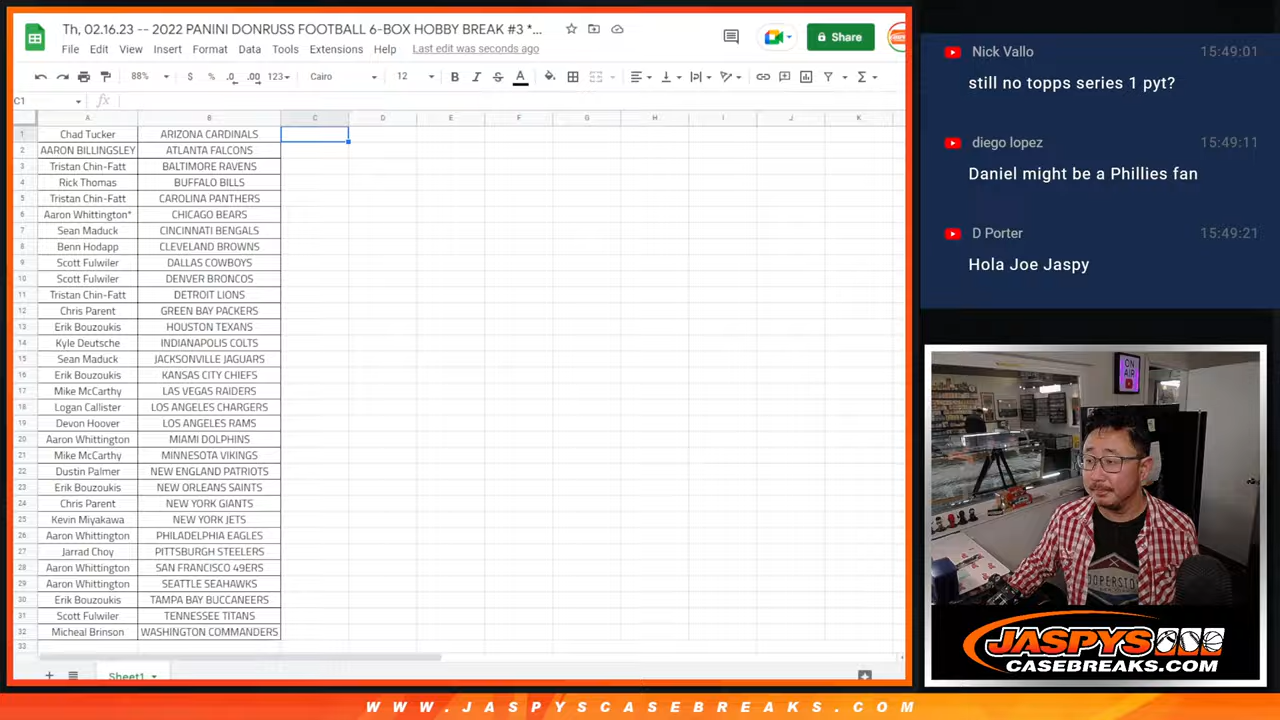 Th, 02.16.23 -- 2022 PANINI DONRUSS FOOTBALL 6-BOX HOBBY BREAK #3 *...
File Edit View Insert Format Data Tools Extensions Help Last edit was seconds ago
Share
88% $ % .0 .00 123 Cairo 12 B I S A
C1 fx
A B C D E F G H I J K
1 Chad Tucker ARIZONA CARDINALS
2 AARON BILLINGSLEY ATLANTA FALCONS
3 Tristan Chin-Fatt BALTIMORE RAVENS
4 Rick Thomas BUFFALO BILLS
5 Tristan Chin-Fatt CAROLINA PANTHERS
6 Aaron Whittington* CHICAGO BEARS
7 Sean Maduck CINCINNATI BENGALS
8 Benn Hodapp CLEVELAND BROWNS
9 Scott Fulwiler DALLAS COWBOYS
10 Scott Fulwiler DENVER BRONCOS
11 Tristan Chin-Fatt DETROIT LIONS
12 Chris Parent GREEN BAY PACKERS
13 Erik Bouzoukis HOUSTON TEXANS
14 Kyle Deutsche INDIANAPOLIS COLTS
15 Sean Maduck JACKSONVILLE JAGUARS
16 Erik Bouzoukis KANSAS CITY CHIEFS
17 Mike McCarthy LAS VEGAS RAIDERS
18 Logan Callister LOS ANGELES CHARGERS
19 Devon Hoover LOS ANGELES RAMS
20 Aaron Whittington MIAMI DOLPHINS
21 Mike McCarthy MINNESOTA VIKINGS
22 Dustin Palmer NEW ENGLAND PATRIOTS
23 Erik Bouzoukis NEW ORLEANS SAINTS
24 Chris Parent NEW YORK GIANTS
25 Kevin Miyakawa NEW YORK JETS
26 Aaron Whittington PHILADELPHIA EAGLES
27 Jarrad Choy PITTSBURGH STEELERS
28 Aaron Whittington SAN FRANCISCO 49ERS
29 Aaron Whittington SEATTLE SEAHAWKS
30 Erik Bouzoukis TAMPA BAY BUCCANEERS
31 Scott Fulwiler TENNESSEE TITANS
32 Micheal Brinson WASHINGTON COMMANDERS
33
Sheet1
Nick Vallo 15:49:01
still no topps series 1 pyt?
diego lopez 15:49:11
Daniel might be a Phillies fan
D Porter 15:49:21
Hola Joe Jaspy
ON
AIR
JASPYS
CASEBREAKS.COM
WWW.JASPYSCASEBREAKS.COM